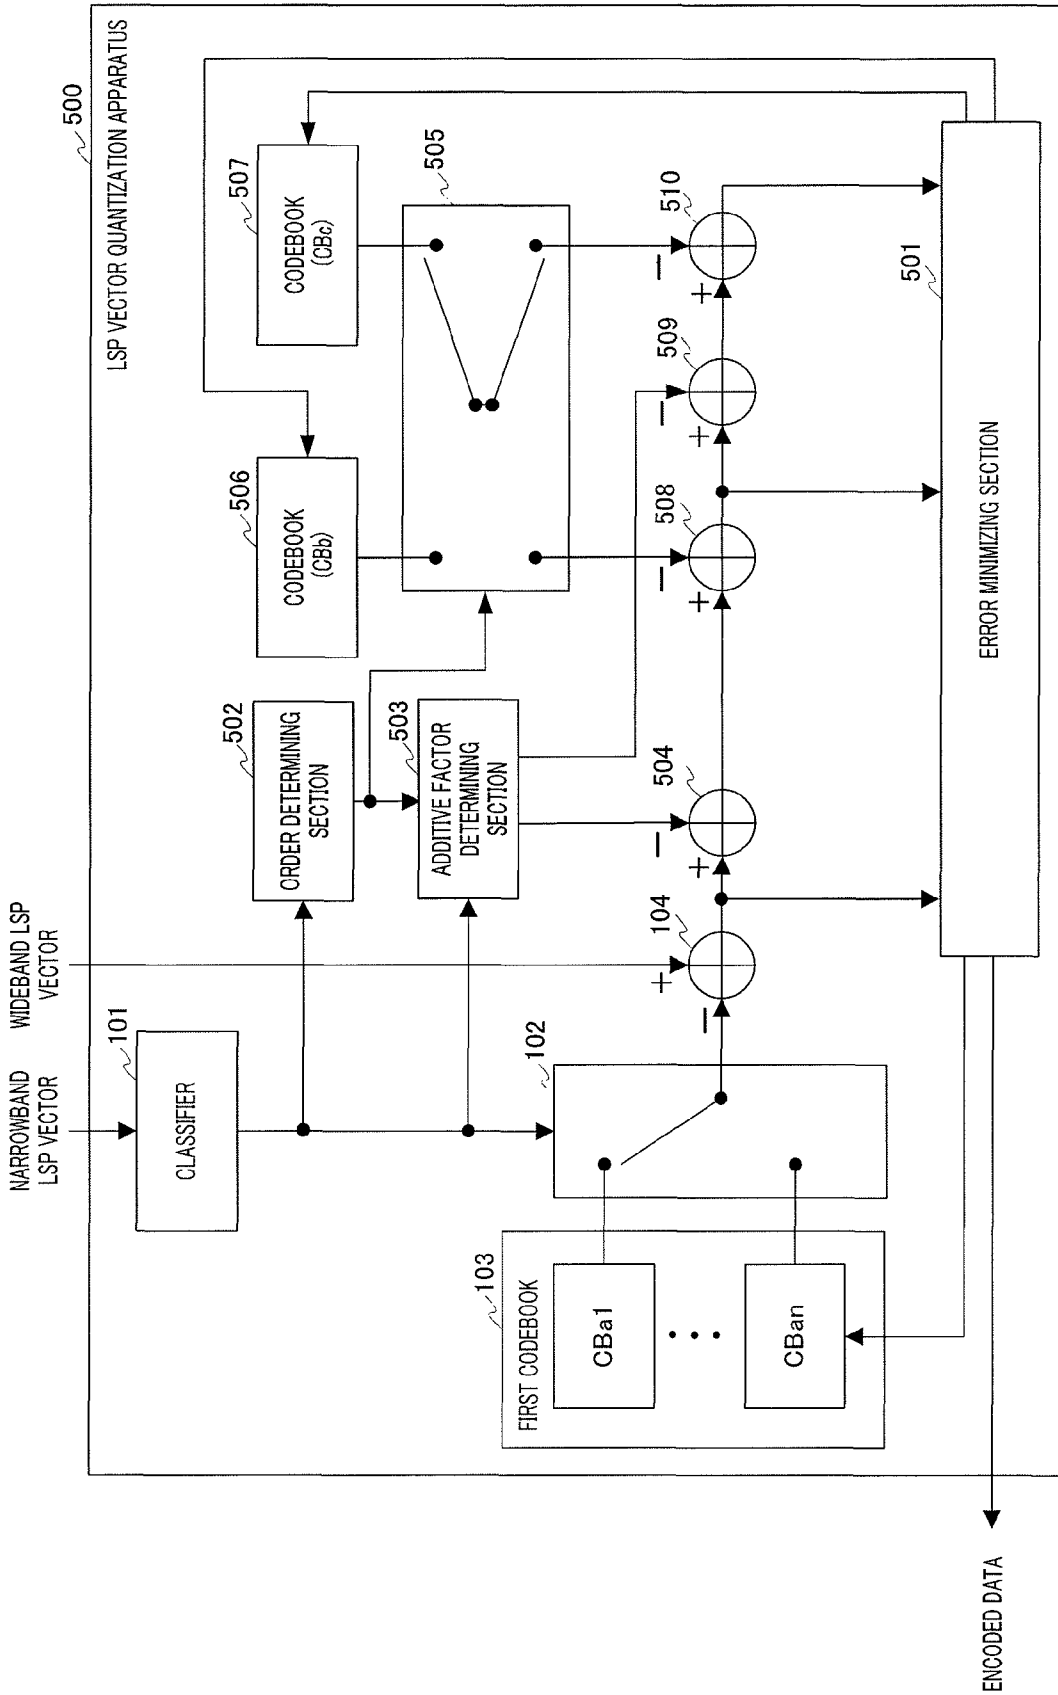 500
LSP VECTOR QUANTIZATION APPARATUS
NARROWBAND
LSP VECTOR
WIDEBAND LSP
VECTOR
101
CLASSIFIER
502
ORDER DETERMINING
SECTION
506
CODEBOOK
(CBb)
507
CODEBOOK
(CBc)
503
ADDITIVE FACTOR
DETERMINING
SECTION
505
103
FIRST CODEBOOK
CBa1
• • •
CBan
102
104
+
−
504
+
−
508
+
−
509
+
−
510
+
−
501
ERROR MINIMIZING SECTION
ENCODED DATA